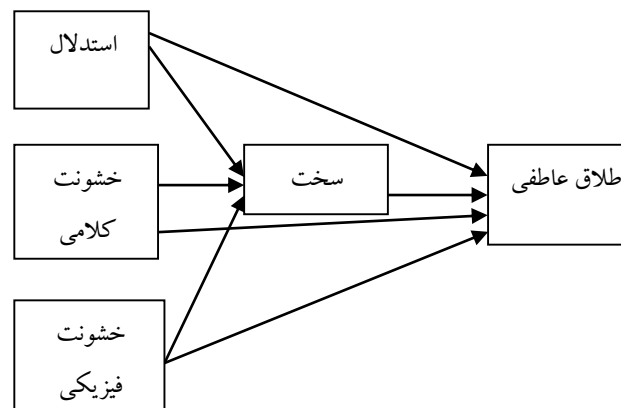 استدلال
خشونت
کلامی
سخت
طلاق عاطفی
خشونت
فیزیکی